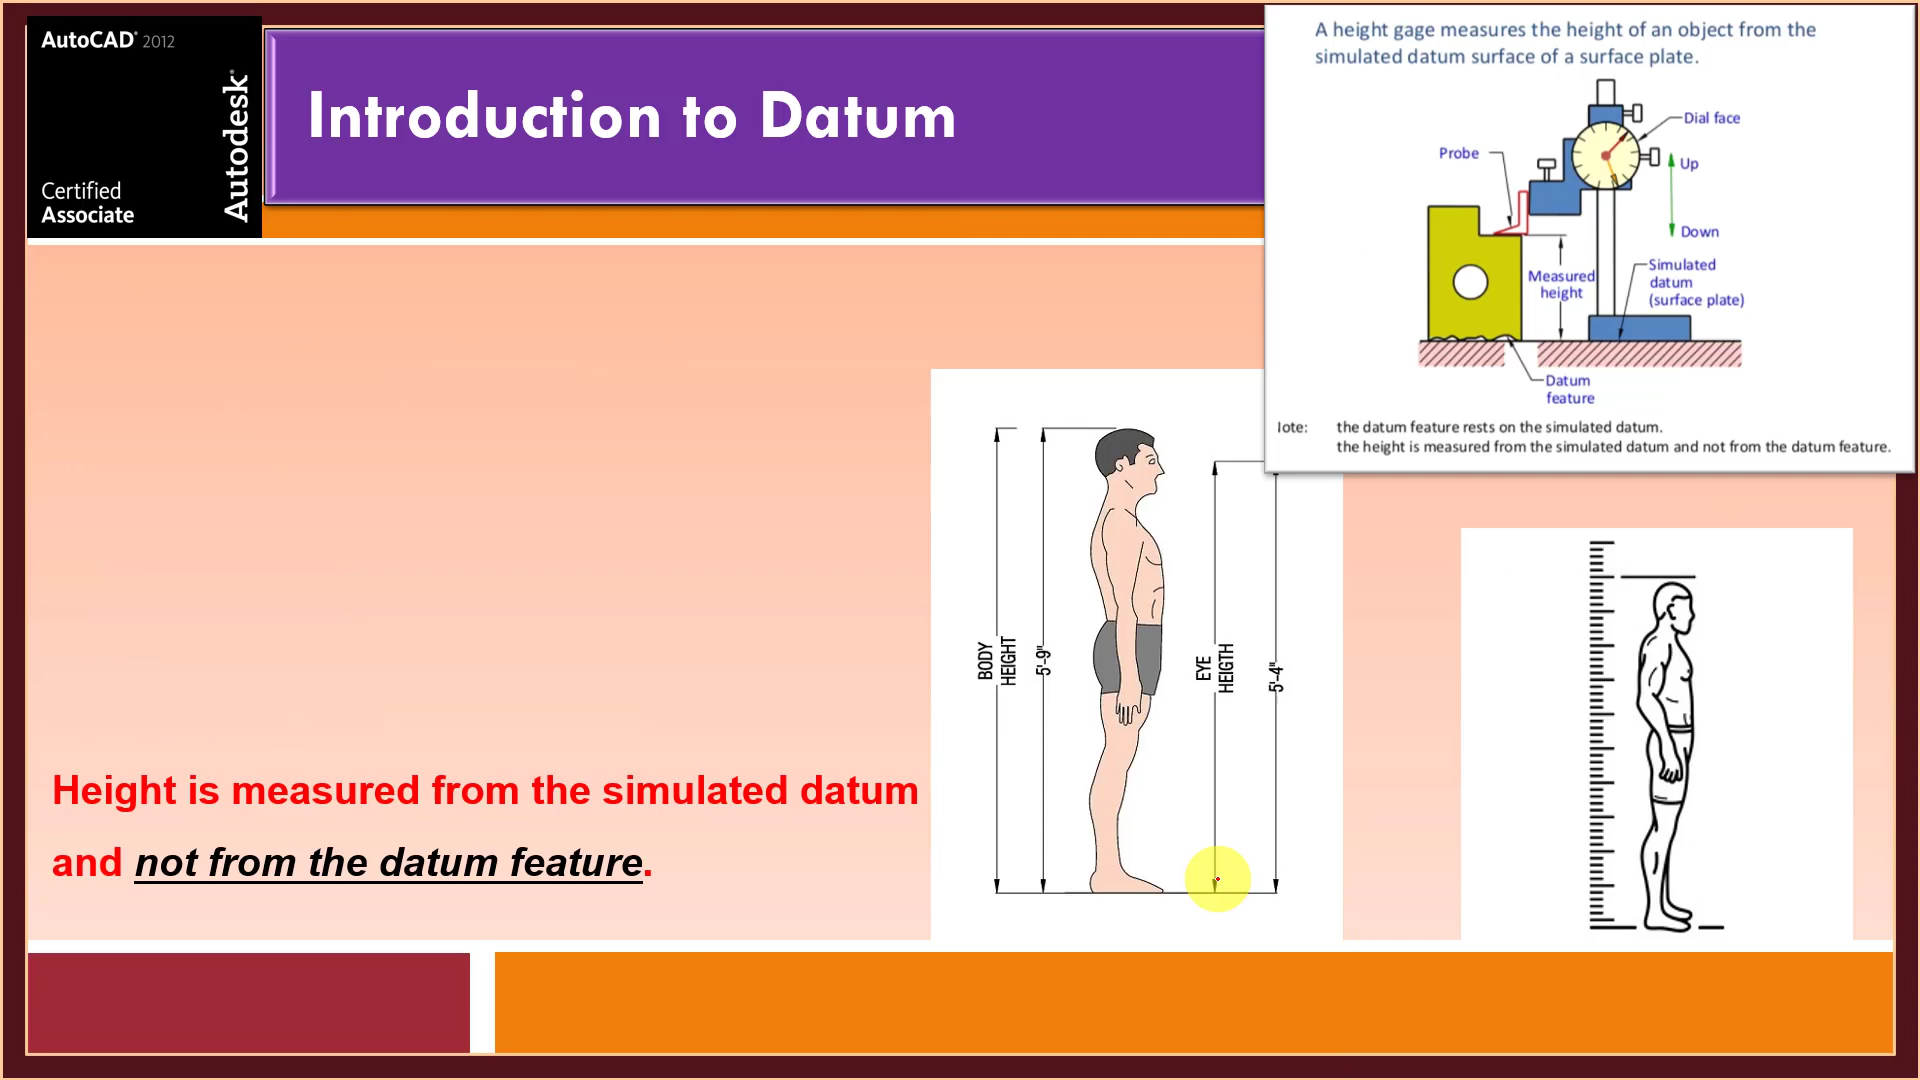 AutoCAD® 2012
Autodesk®
Certified
Associate
Introduction to Datum
A height gage measures the height of an object from the
simulated datum surface of a surface plate.
Dial face
Probe
Up
Down
Measured
height
Simulated
datum
(surface plate)
Datum
feature
lote: the datum feature rests on the simulated datum.
the height is measured from the simulated datum and not from the datum feature.
BODY
HEIGHT
5'-9"
EYE
HEIGTH
5'-4"
Height is measured from the simulated datum
and not from the datum feature.